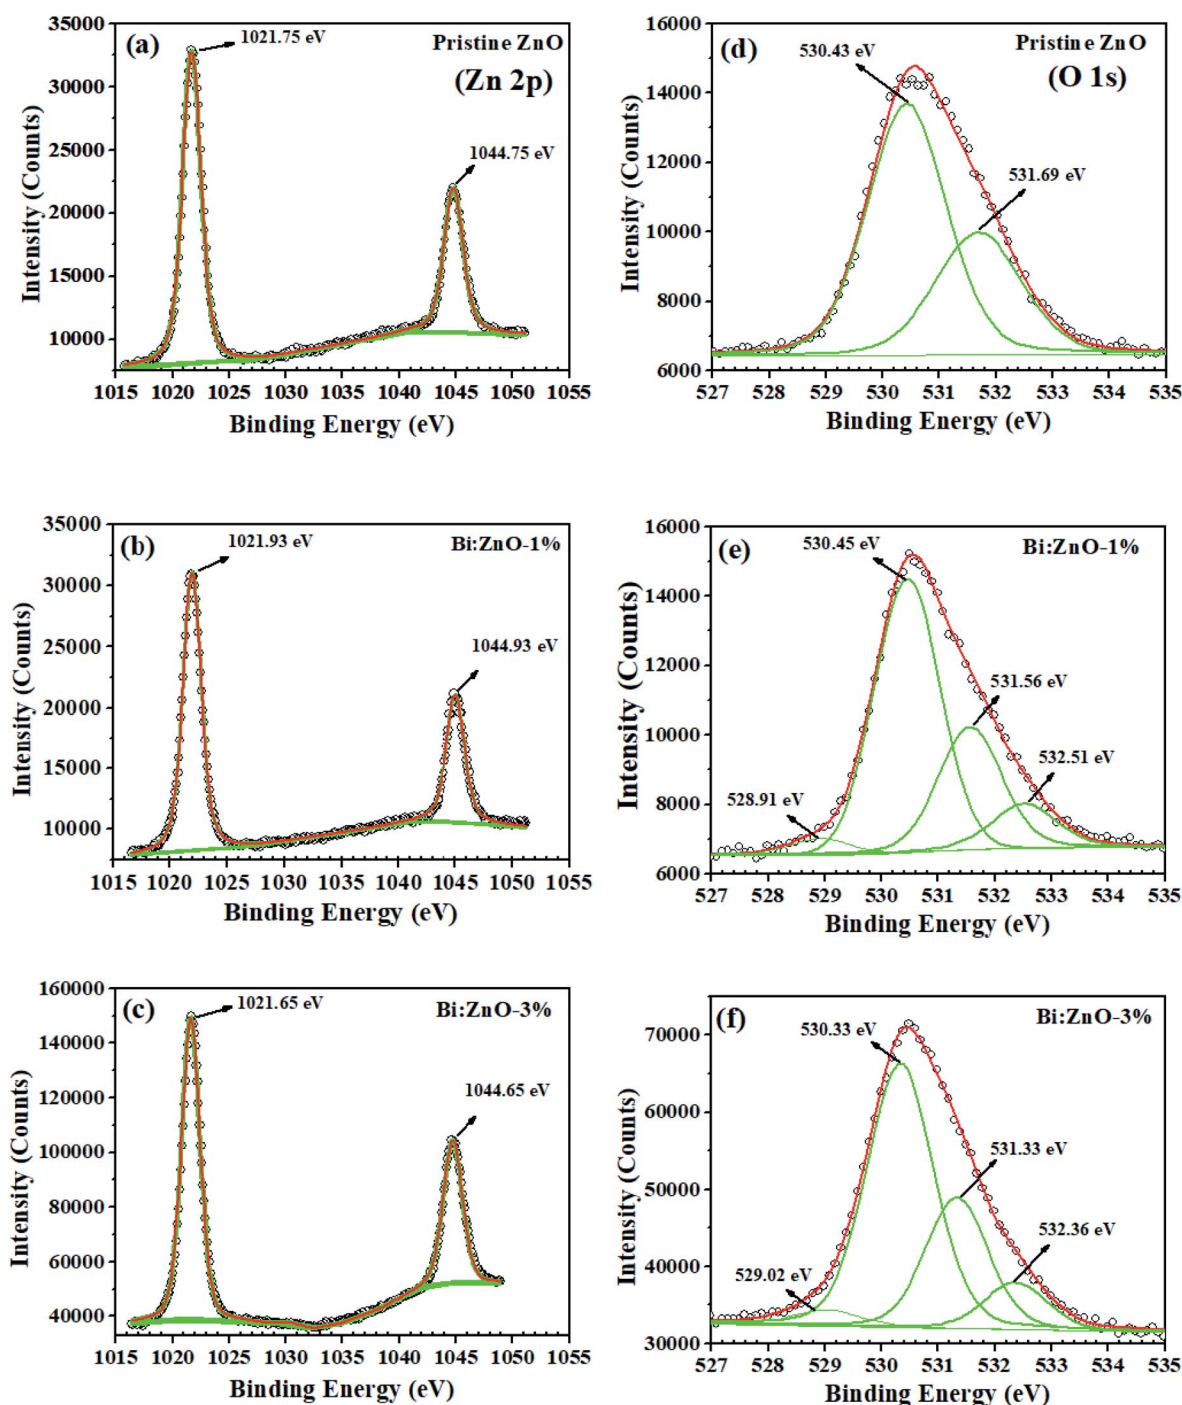 (a)
1021.75 eV
Pristine ZnO
(Zn 2p)
1044.75 eV
35000
30000
25000
20000
15000
10000
Intensity (Counts)
1015 1020 1025 1030 1035 1040 1045 1050 1055
Binding Energy (eV)
(d)
Pristine ZnO
530.43 eV
(O 1s)
531.69 eV
16000
14000
12000
10000
8000
6000
Intensity (Counts)
527 528 529 530 531 532 533 534 535
Binding Energy (eV)
(b)
1021.93 eV
Bi:ZnO-1%
1044.93 eV
35000
30000
25000
20000
15000
10000
Intensity (Counts)
1015 1020 1025 1030 1035 1040 1045 1050 1055
Binding Energy (eV)
(e)
530.45 eV
Bi:ZnO-1%
531.56 eV
532.51 eV
528.91 eV
16000
14000
12000
10000
8000
6000
Intensity (Counts)
527 528 529 530 531 532 533 534 535
Binding Energy (eV)
(c)
1021.65 eV
Bi:ZnO-3%
1044.65 eV
160000
140000
120000
100000
80000
60000
40000
Intensity (Counts)
1015 1020 1025 1030 1035 1040 1045 1050 1055
Binding Energy (eV)
(f)
530.33 eV
Bi:ZnO-3%
531.33 eV
532.36 eV
529.02 eV
70000
60000
50000
40000
30000
Intensity (Counts)
527 528 529 530 531 532 533 534 535
Binding Energy (eV)